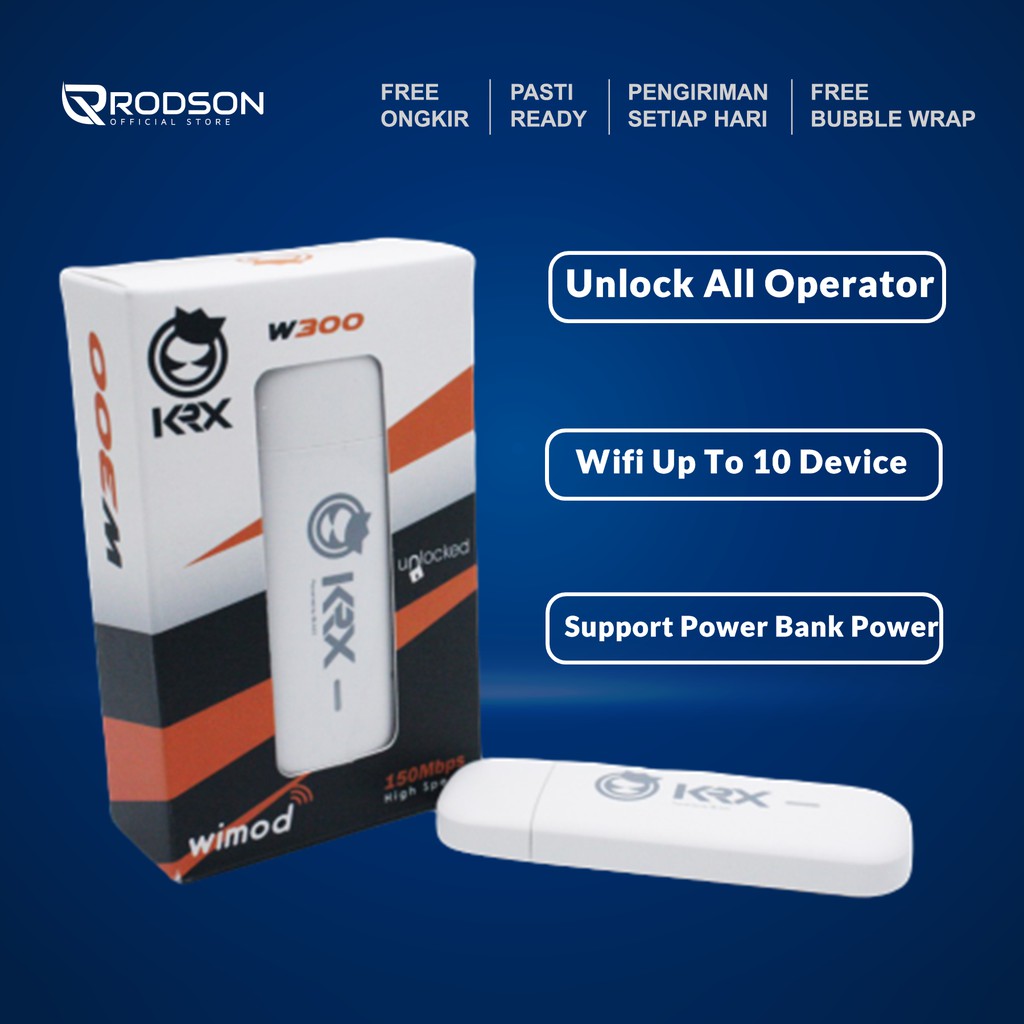 RODSON
OFFICIAL STORE
FREE
ONGKIR
PASTI
READY
PENGIRIMAN
SETIAP HARI
FREE
BUBBLE WRAP
Unlock All Operator
Wifi Up To 10 Device
Support Power Bank Power
W300
KRX
W300
KRX
unlocked
150Mbps
High
wimod
KRX